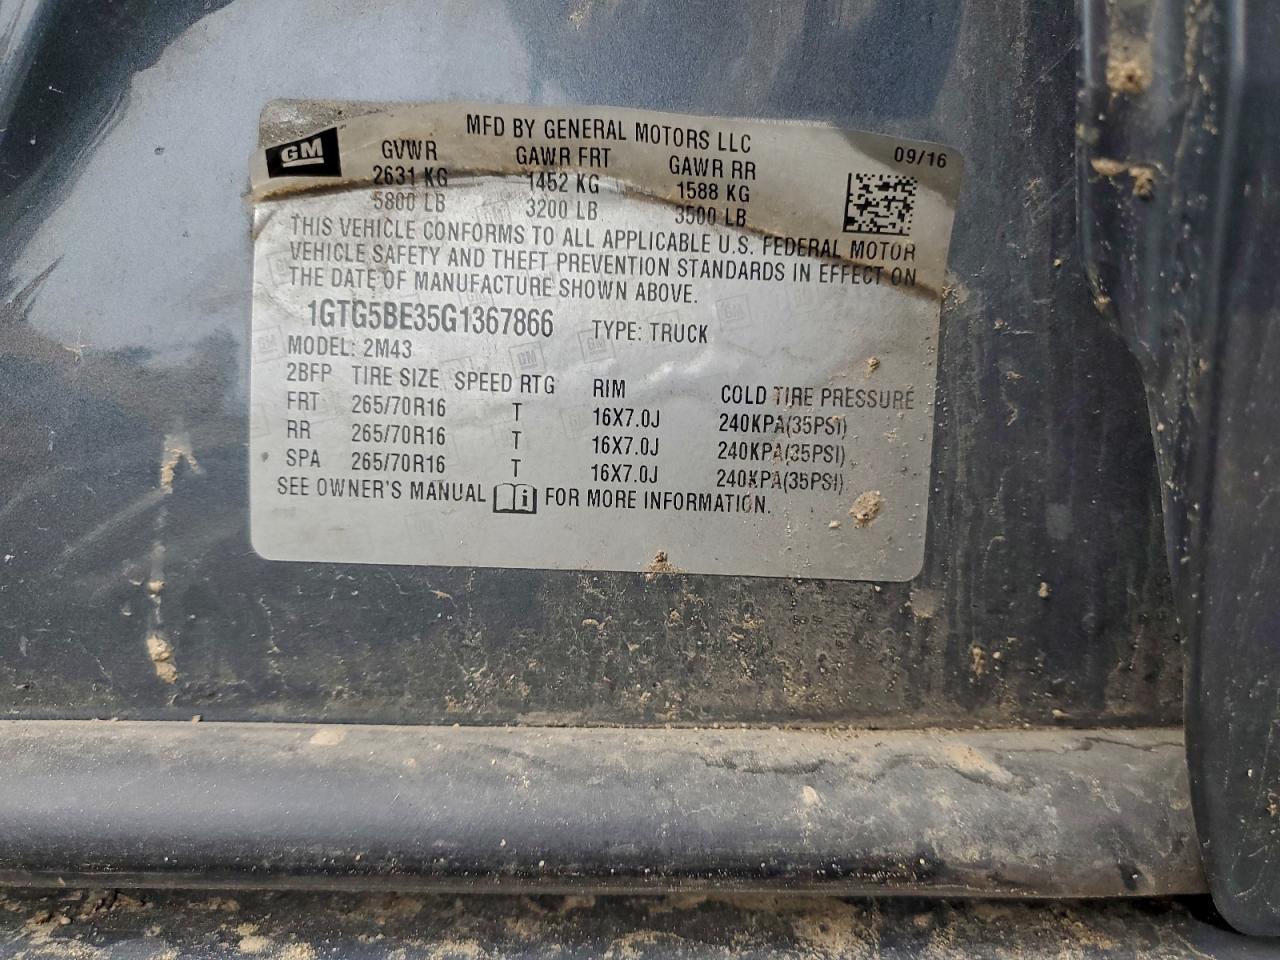 MFD BY GENERAL MOTORS LLC
GM GVWR GAWR FRT GAWR RR 09/16
2631 KG 1452 KG 1588 KG
5800 LB 3200 LB 3500 LB
THIS VEHICLE CONFORMS TO ALL APPLICABLE U.S. FEDERAL MOTOR
VEHICLE SAFETY AND THEFT PREVENTION STANDARDS IN EFFECT ON
THE DATE OF MANUFACTURE SHOWN ABOVE.
1GTG5BE35G1367866 TYPE: TRUCK
MODEL: 2M43
2BFP TIRE SIZE SPEED RTG RIM COLD TIRE PRESSURE
FRT 265/70R16 T 16X7.0J 240KPA(35PSI)
RR 265/70R16 T 16X7.0J 240KPA(35PSI)
SPA 265/70R16 T 16X7.0J 240KPA(35PSI)
SEE OWNER'S MANUAL i FOR MORE INFORMATION.